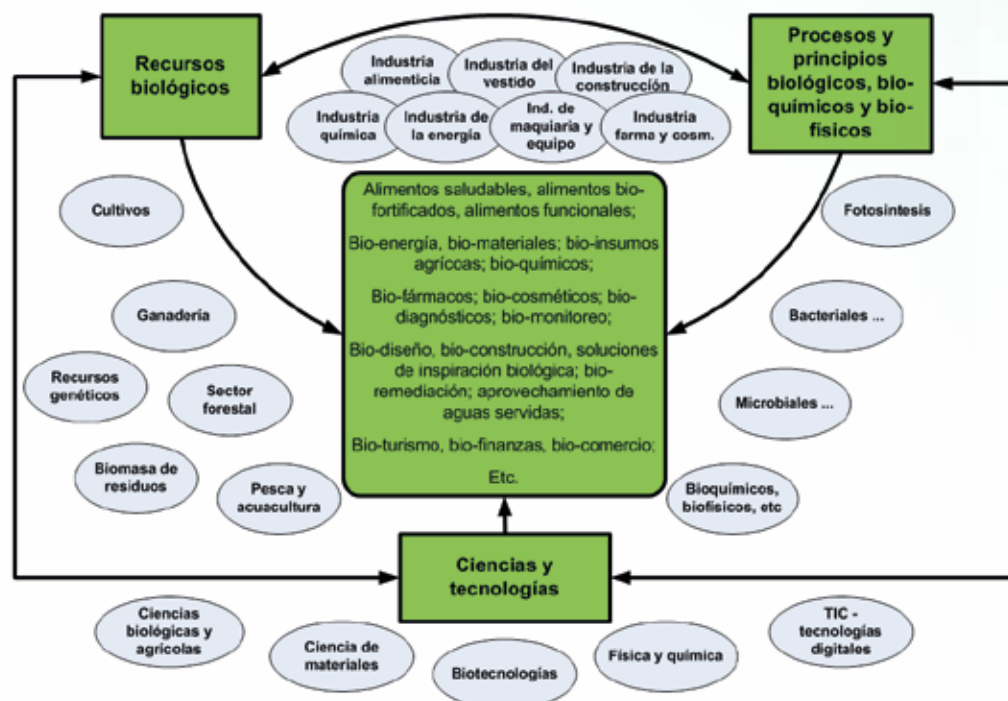 Recursos
biológicos
Procesos y
principios
biológicos, bio-
químicos y bio-
físicos
Industria
alimenticia
Industria del
vestido
Industria de la
construcción
Industria
química
Industria de
la energía
Ind. de
maquiaria y
equipo
Industria
farma y cosm.
Alimentos saludables, alimentos bio-
fortificados, alimentos funcionales;
Bio-energía, bio-materiales; bio-insumos
agríccas; bio-químicos;
Bio-fármacos; bio-cosméticos; bio-
diagnósticos; bio-monitoreo;
Bio-diseño, bio-construcción, soluciones
de inspiración biológica; bio-
remediación; aprovechamiento de
aguas servidas;
Bio-turismo, bio-finanzas, bio-comercio;
Etc.
Cultivos
Ganadería
Recursos
genéticos
Sector
forestal
Biomasa de
residuos
Pesca y
acuacultura
Fotosintesis
Bacteriales ...
Microbiales ...
Bioquímicos,
biofísicos, etc
Ciencias y
tecnologías
Ciencias
biológicas y
agrícolas
Ciencia de
materiales
Biotecnologías
Física y química
TIC -
tecnologías
digitales